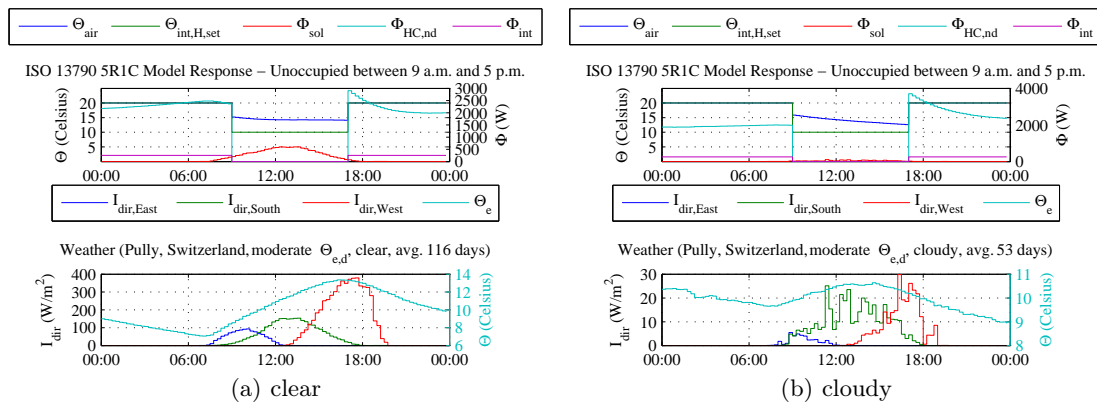 Θair Θint,H,set Φsol ΦHC,nd Φint
ISO 13790 5R1C Model Response – Unoccupied between 9 a.m. and 5 p.m.
Θ (Celsius)
20
15
10
5
3000
2500
2000
1500
1000
500
0
Φ (W)
00:00 06:00 12:00 18:00 00:00
Idir,East Idir,South Idir,West Θe
Weather (Pully, Switzerland, moderate Θe,d, clear, avg. 116 days)
Idir (W/m2)
400
300
200
100
0
14
12
10
8
6
Θ (Celsius)
00:00 06:00 12:00 18:00 00:00
(a) clear
Θair Θint,H,set Φsol ΦHC,nd Φint
ISO 13790 5R1C Model Response – Unoccupied between 9 a.m. and 5 p.m.
Θ (Celsius)
20
15
10
5
4000
2000
0
Φ (W)
00:00 06:00 12:00 18:00 00:00
Idir,East Idir,South Idir,West Θe
Weather (Pully, Switzerland, moderate Θe,d, cloudy, avg. 53 days)
Idir (W/m2)
30
20
10
0
11
10
9
8
Θ (Celsius)
00:00 06:00 12:00 18:00 00:00
(b) cloudy